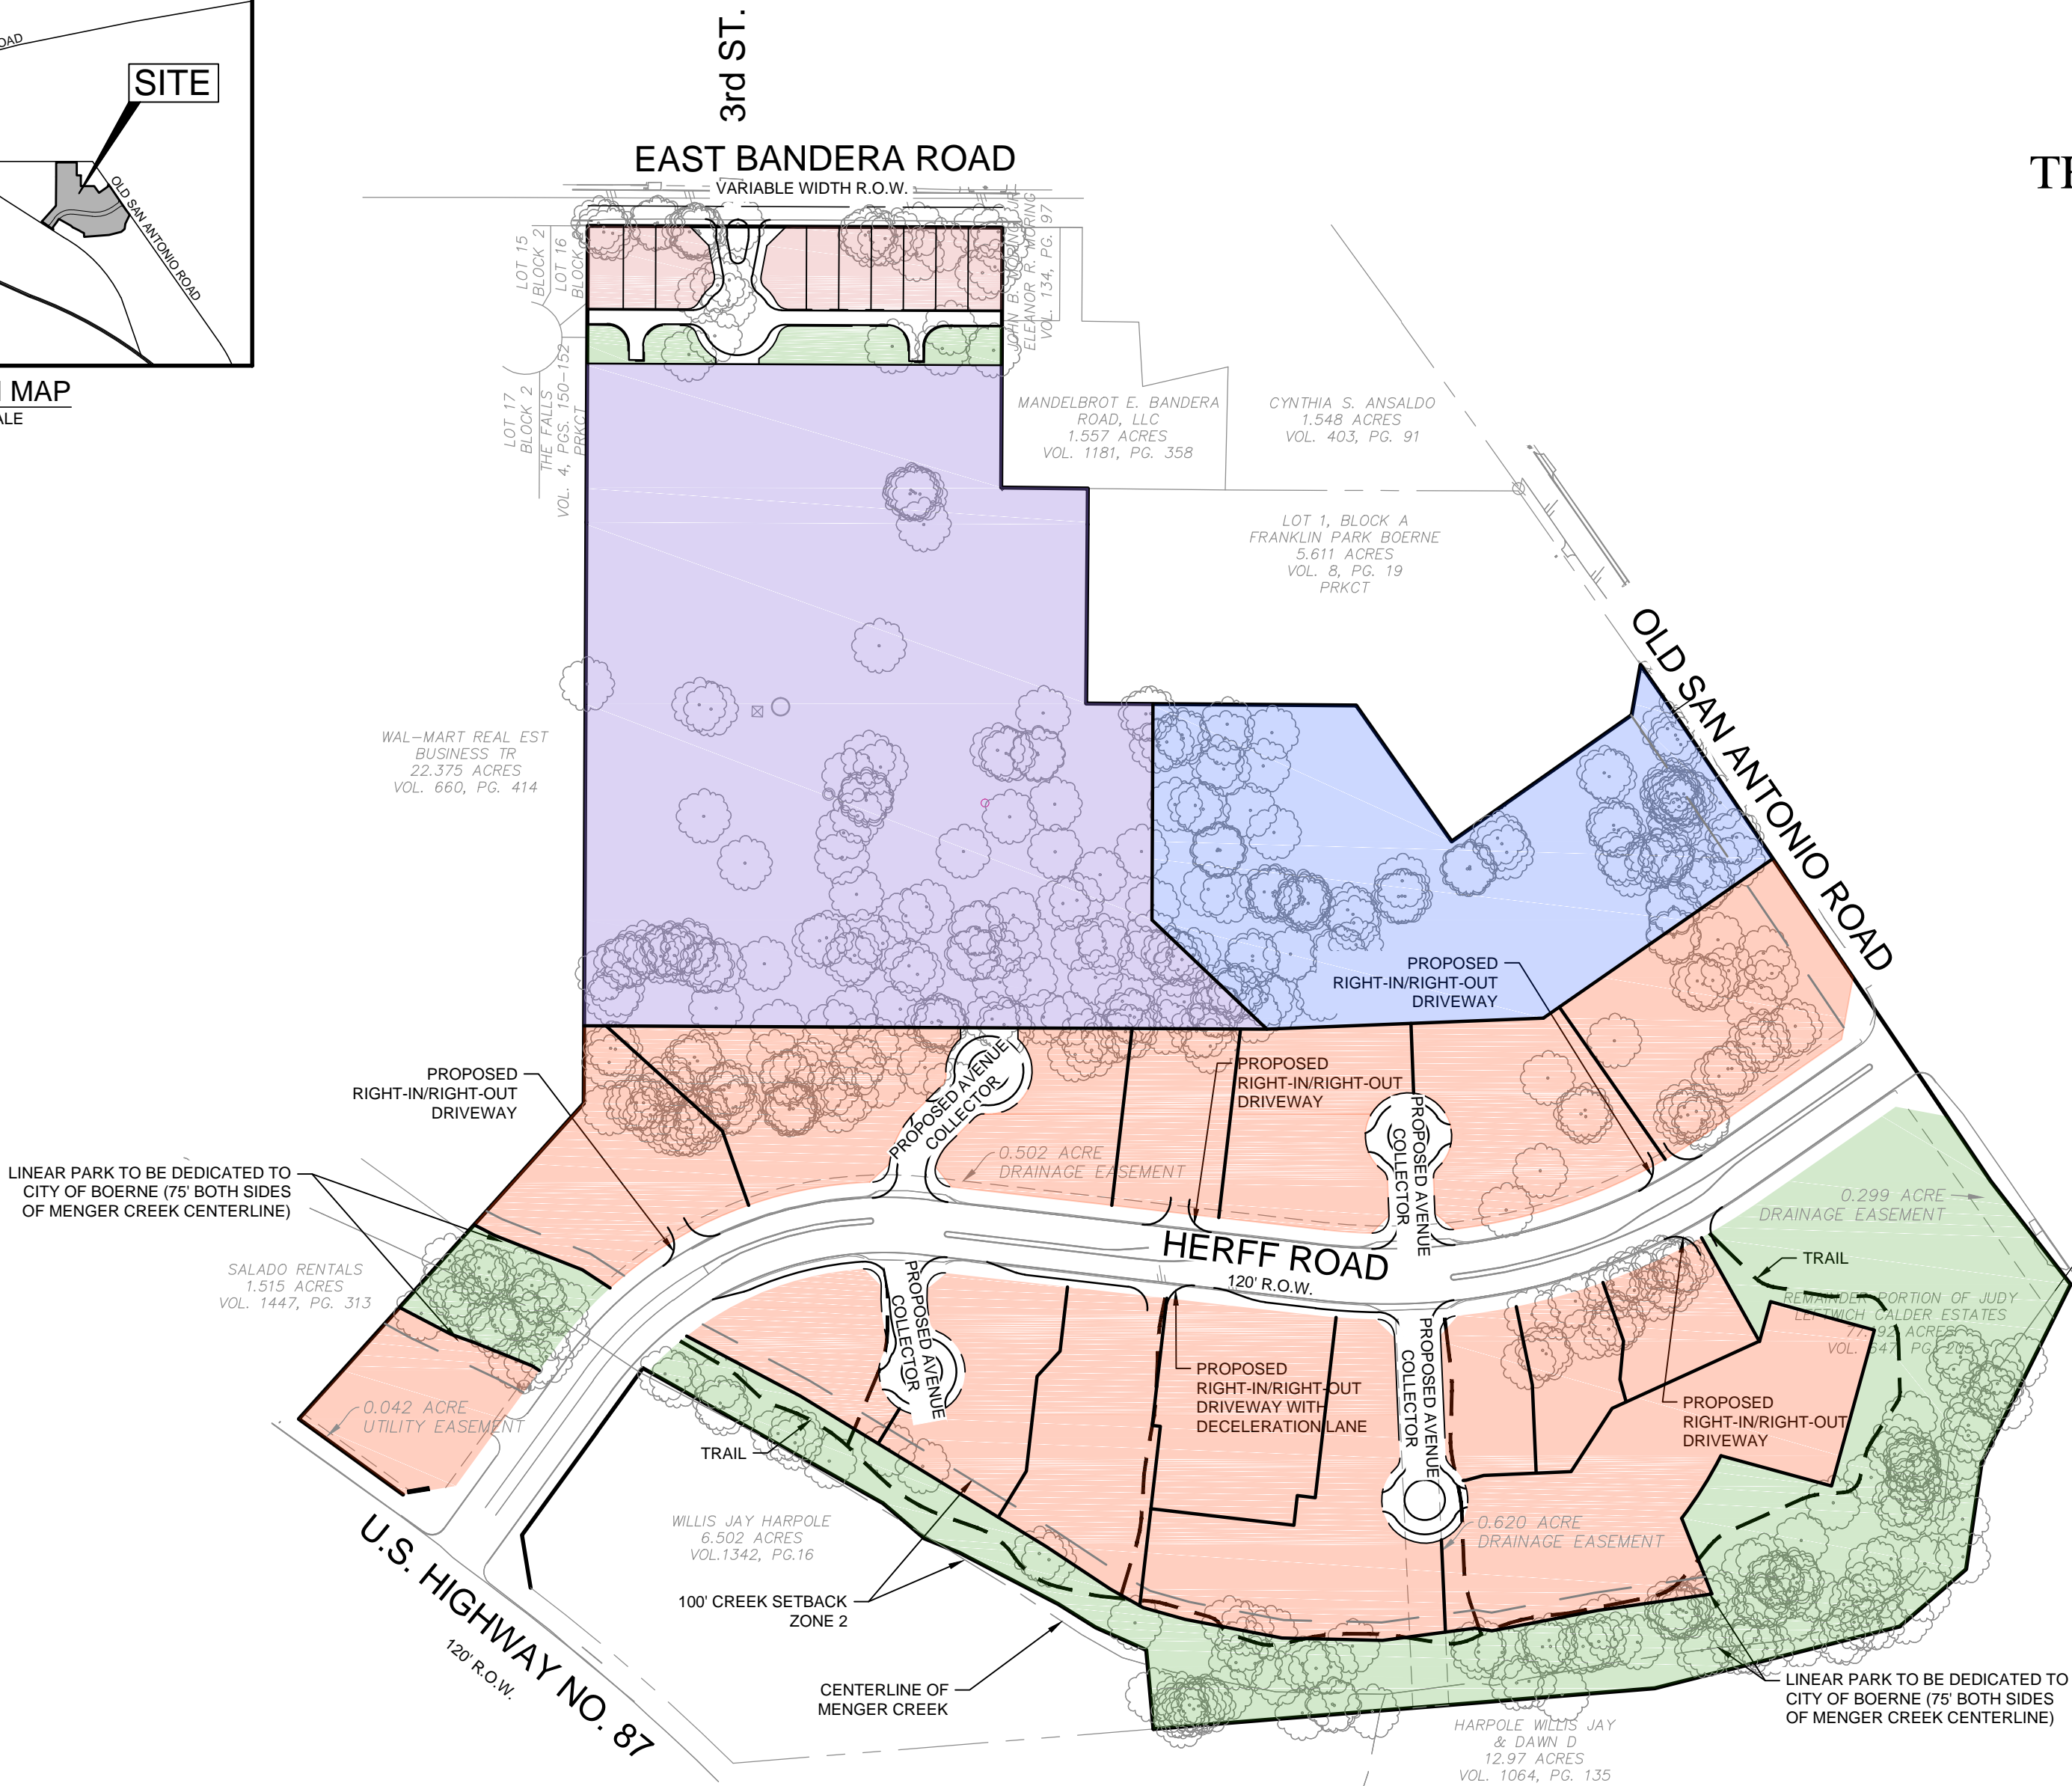 OAD
SITE
OLD SAN ANTONIO ROAD
MAP
ALE
3rd ST.
EAST BANDERA ROAD
VARIABLE WIDTH R.O.W.
TH
LOT 15
BLOCK 2
LOT 16
BLOCK
JOHN B. MORING JR
ELEANOR R. MORING
VOL. 134, PG. 97
LOT 17
BLOCK 2
THE FALLS
VOL. 4, PGS. 150-152
PRKCT
MANDELBROT E. BANDERA
ROAD, LLC
1.557 ACRES
VOL. 1181, PG. 358
CYNTHIA S. ANSALDO
1.548 ACRES
VOL. 403, PG. 91
LOT 1, BLOCK A
FRANKLIN PARK BOERNE
5.611 ACRES
VOL. 8, PG. 19
PRKCT
OLD SAN ANTONIO ROAD
WAL-MART REAL EST
BUSINESS TR
22.375 ACRES
VOL. 660, PG. 414
PROPOSED
RIGHT-IN/RIGHT-OUT
DRIVEWAY
PROPOSED
RIGHT-IN/RIGHT-OUT
DRIVEWAY
PROPOSED AVENUE
COLLECTOR
PROPOSED
RIGHT-IN/RIGHT-OUT
DRIVEWAY
PROPOSED AVENUE
COLLECTOR
0.502 ACRE
DRAINAGE EASEMENT
LINEAR PARK TO BE DEDICATED TO
CITY OF BOERNE (75' BOTH SIDES
OF MENGER CREEK CENTERLINE)
0.299 ACRE
DRAINAGE EASEMENT
HERFF ROAD
120' R.O.W.
TRAIL
SALADO RENTALS
1.515 ACRES
VOL. 1447, PG. 313
REMAINDER PORTION OF JUDY
LEFTWICH CALDER ESTATES
PROPOSED AVENUE
COLLECTOR
PROPOSED AVENUE
COLLECTOR
PROPOSED
RIGHT-IN/RIGHT-OUT
DRIVEWAY WITH
DECELERATION LANE
PROPOSED
RIGHT-IN/RIGHT-OUT
DRIVEWAY
0.042 ACRE
UTILITY EASEMENT
TRAIL
WILLIS JAY HARPOLE
6.502 ACRES
VOL.1342, PG.16
0.620 ACRE
DRAINAGE EASEMENT
100' CREEK SETBACK
ZONE 2
U.S. HIGHWAY NO. 87
120' R.O.W.
CENTERLINE OF
MENGER CREEK
LINEAR PARK TO BE DEDICATED TO
CITY OF BOERNE (75' BOTH SIDES
OF MENGER CREEK CENTERLINE)
HARPOLE WILLIS JAY
& DAWN D
12.97 ACRES
VOL. 1064, PG. 135